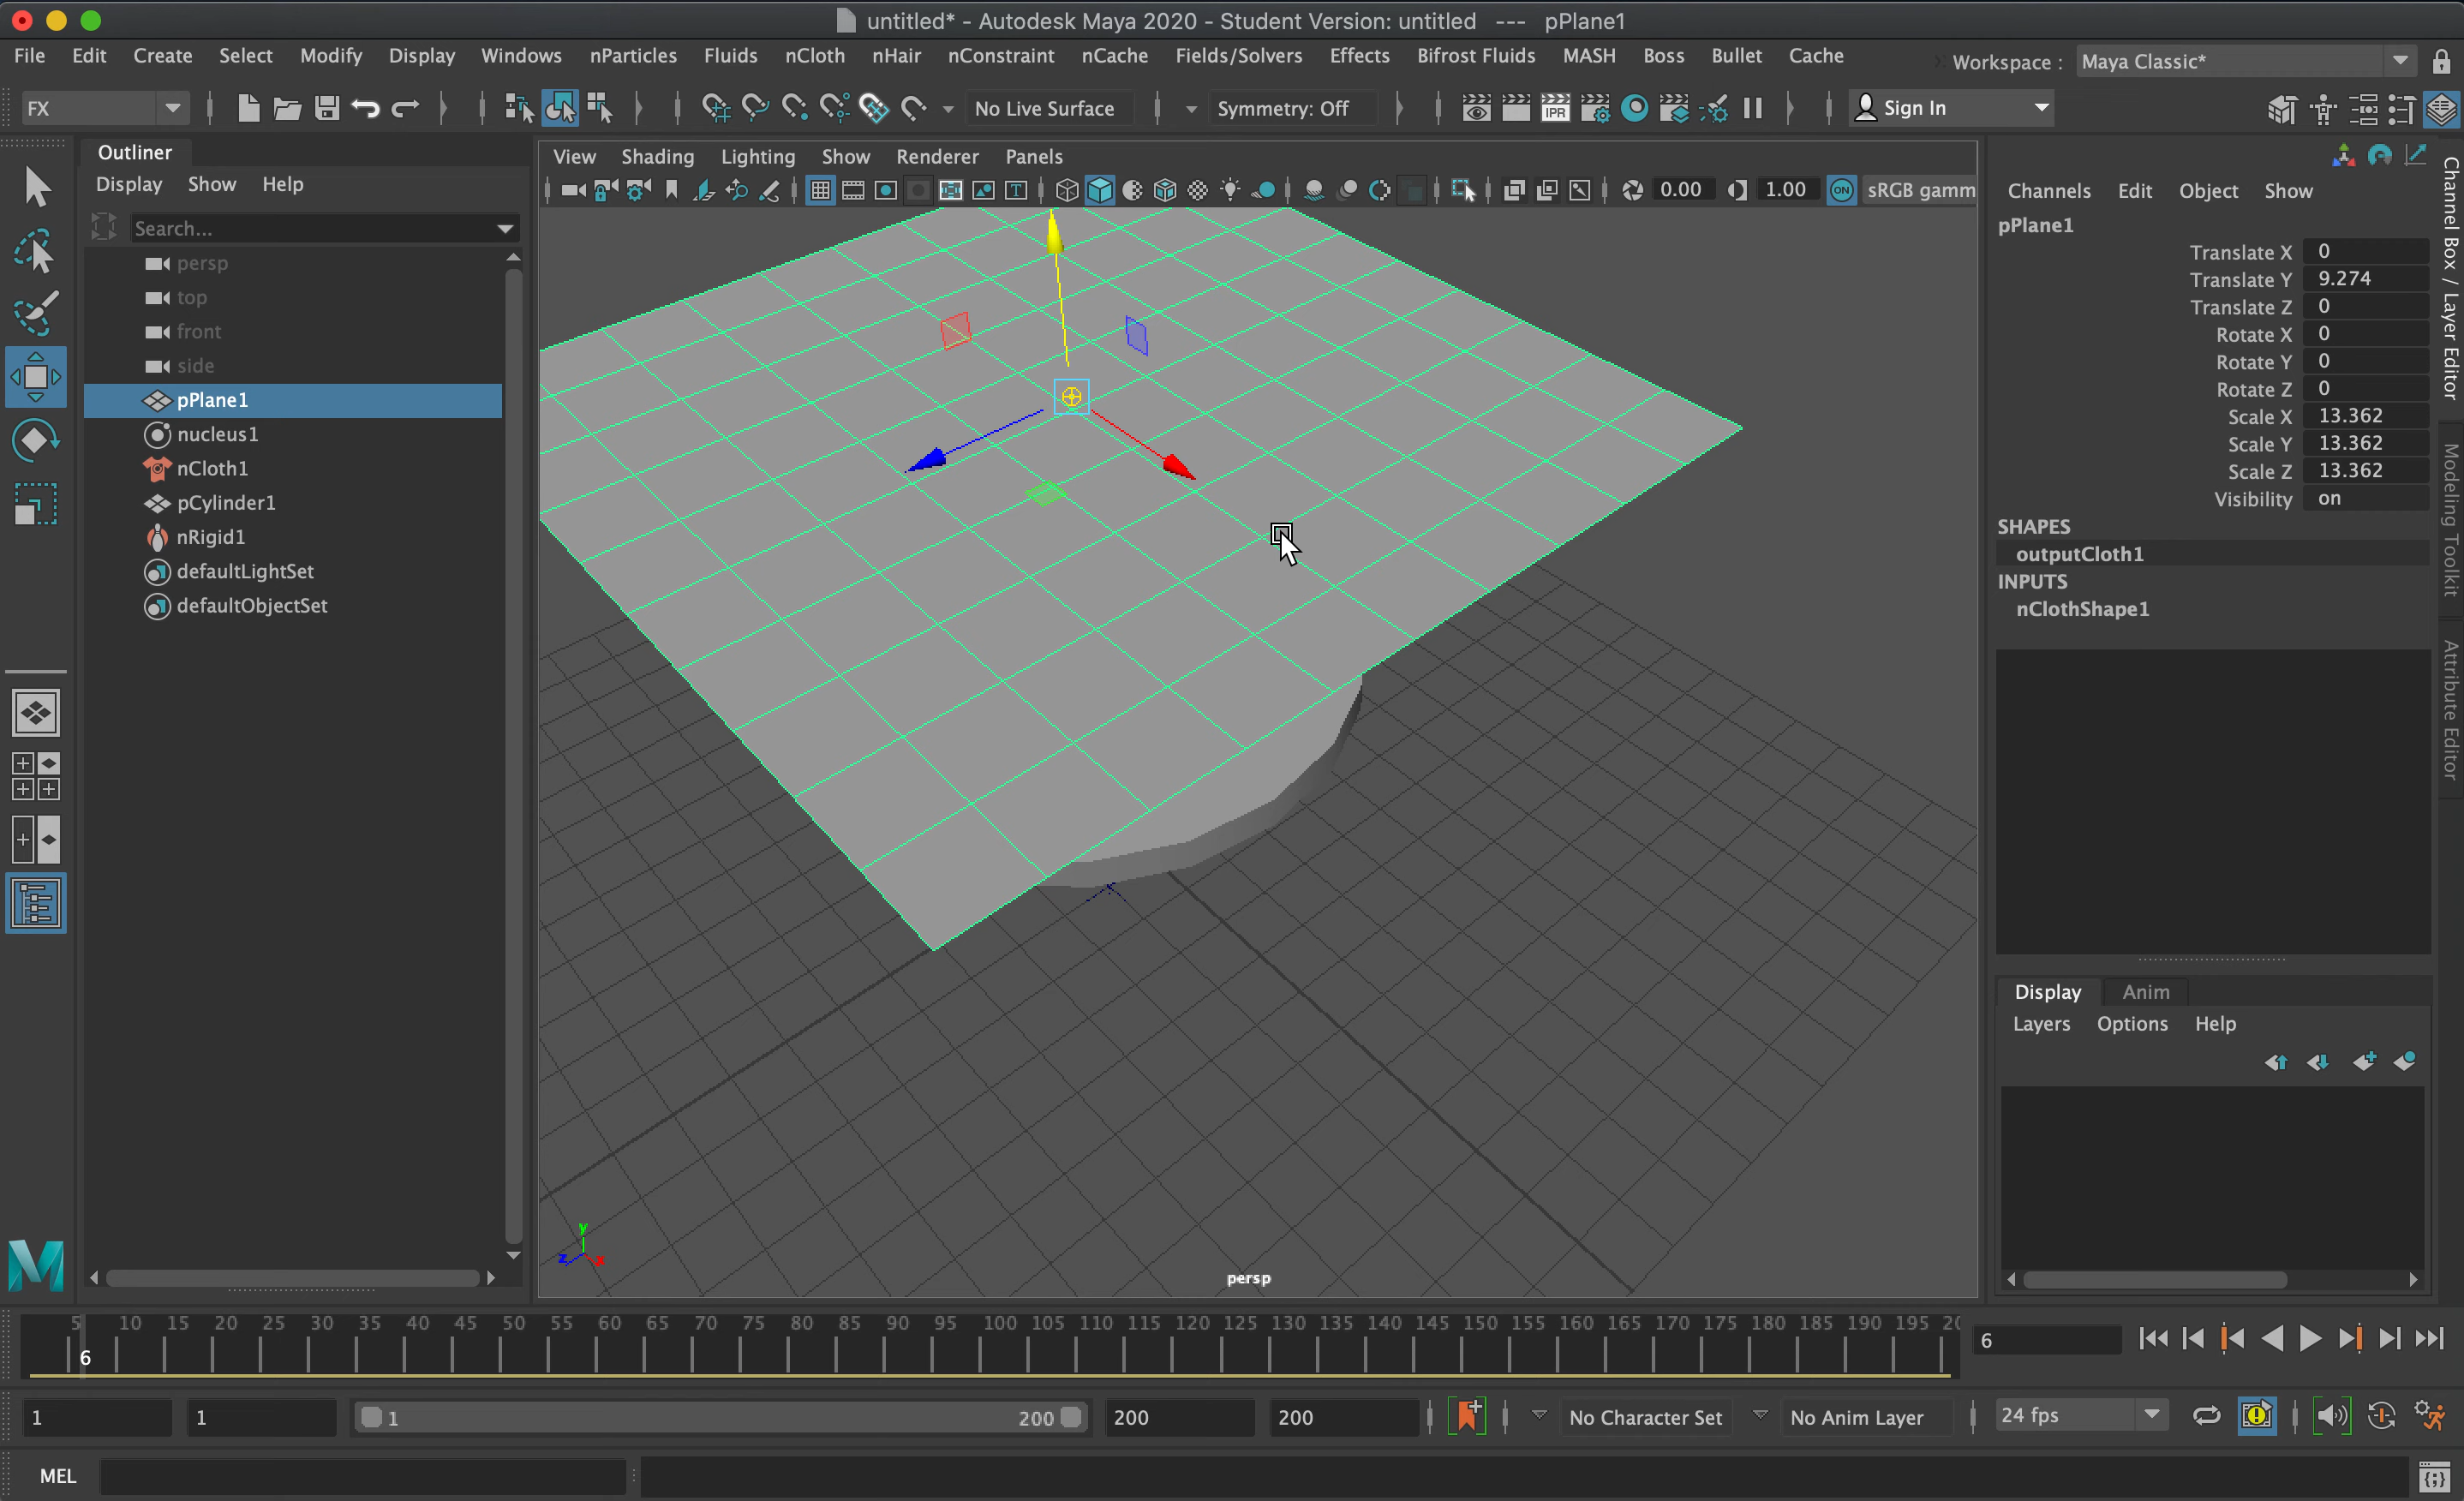 untitled* - Autodesk Maya 2020 - Student Version: untitled --- pPlane1
File Edit Create Select Modify Display Windows nParticles Fluids nCloth nHair nConstraint nCache Fields/Solvers Effects Bifrost Fluids MASH Boss Bullet Cache Workspace : Maya Classic*
FX No Live Surface Symmetry: Off IPR Sign In
Outliner
Display Show Help
Search...
persp
top
front
side
pPlane1
nucleus1
nCloth1
pCylinder1
nRigid1
defaultLightSet
defaultObjectSet
View Shading Lighting Show Renderer Panels
T 0.00 1.00 ON sRGB gamm
y
z x
persp
Channels Edit Object Show
pPlane1
Translate X 0
Translate Y 9.274
Translate Z 0
Rotate X 0
Rotate Y 0
Rotate Z 0
Scale X 13.362
Scale Y 13.362
Scale Z 13.362
Visibility on
SHAPES
outputCloth1
INPUTS
nClothShape1
Channel Box / Layer Editor
Modeling Toolkit
Attribute Editor
Display Anim
Layers Options Help
M
5 10 15 20 25 30 35 40 45 50 55 60 65 70 75 80 85 90 95 100 105 110 115 120 125 130 135 140 145 150 155 160 165 170 175 180 185 190 195 20
6
6
1 1 1 200 200 200 No Character Set No Anim Layer 24 fps
MEL